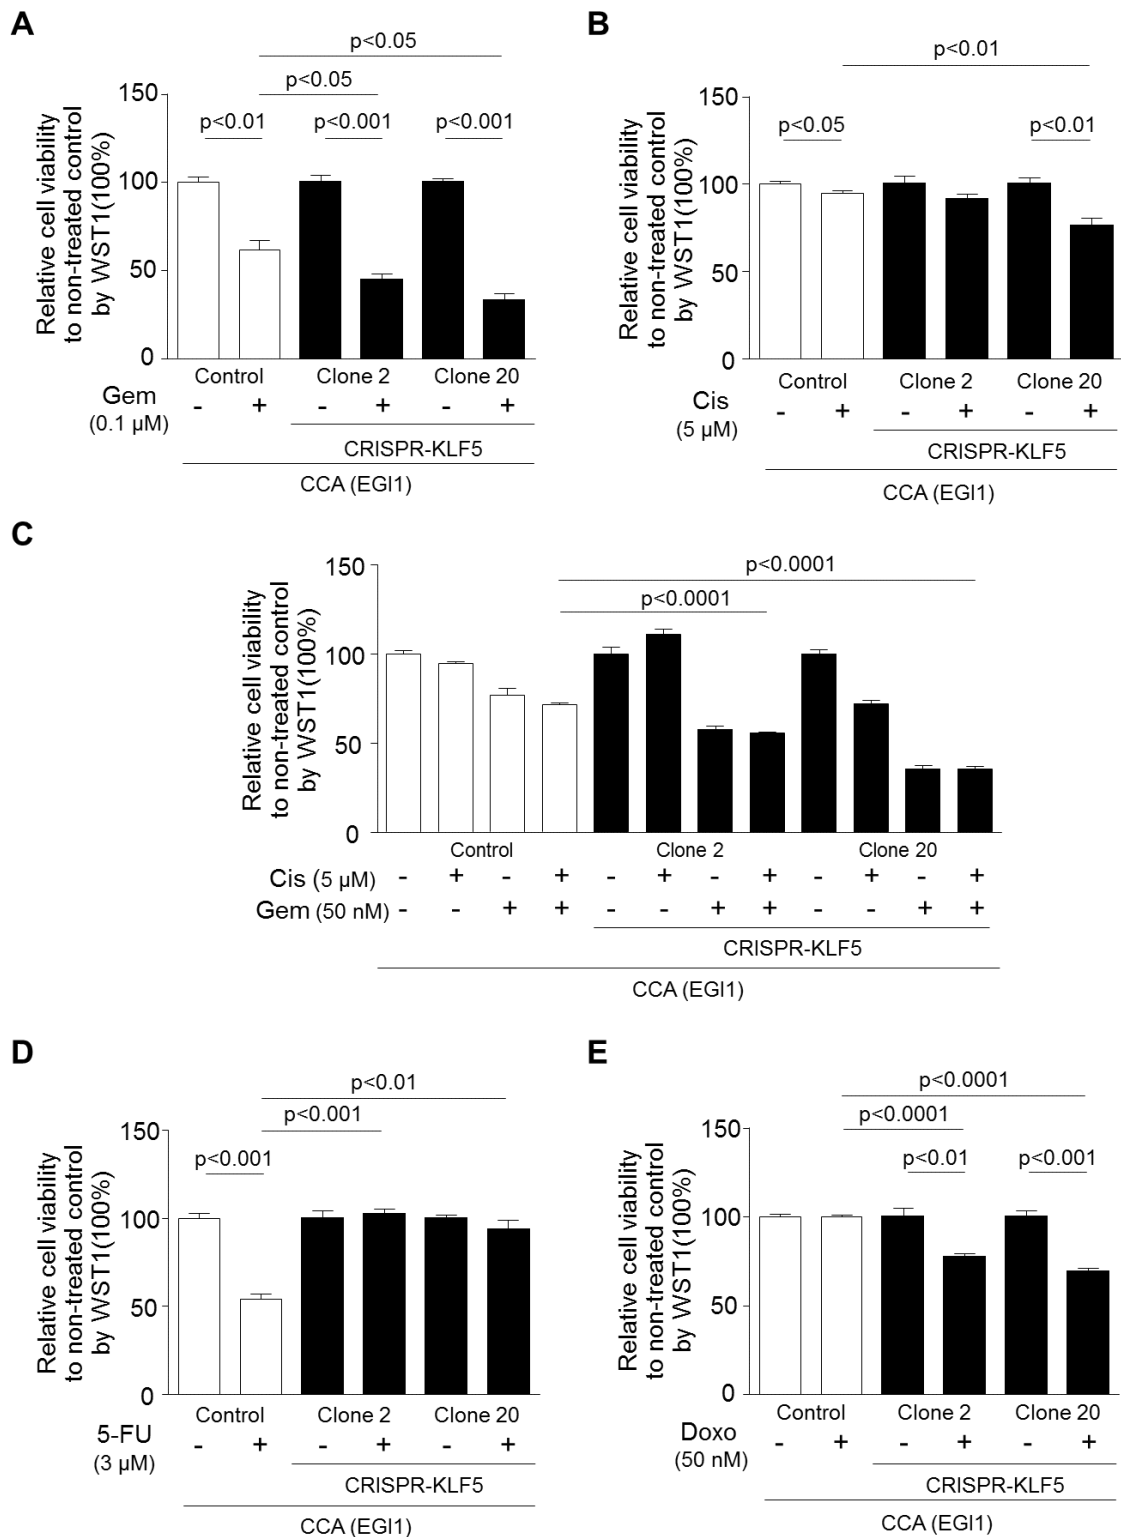 A
p<0.05
p<0.05
p<0.01
p<0.001
p<0.001
Relative cell viability
to non-treated control
by WST1(100%)
150
100
50
0
Control
Clone 2
Clone 20
Gem
(0.1 µM)
- + - + - +
CRISPR-KLF5
CCA (EGI1)
B
p<0.01
p<0.05
p<0.01
Relative cell viability
to non-treated control
by WST1(100%)
150
100
50
0
Control
Clone 2
Clone 20
Cis
(5 µM)
- + - + - +
CRISPR-KLF5
CCA (EGI1)
C
p<0.0001
p<0.0001
Relative cell viability
to non-treated control
by WST1(100%)
150
100
50
0
Control
Clone 2
Clone 20
Cis (5 µM) - + - + - + - + - + - +
Gem (50 nM) - - + + - - + + - - + +
CRISPR-KLF5
CCA (EGI1)
D
p<0.01
p<0.001
p<0.001
Relative cell viability
to non-treated control
by WST1(100%)
150
100
50
0
Control
Clone 2
Clone 20
5-FU
(3 µM)
- + - + - +
CRISPR-KLF5
CCA (EGI1)
E
p<0.0001
p<0.0001
p<0.01
p<0.001
Relative cell viability
to non-treated control
by WST1(100%)
150
100
50
0
Control
Clone 2
Clone 20
Doxo
(50 nM)
- + - + - +
CRISPR-KLF5
CCA (EGI1)